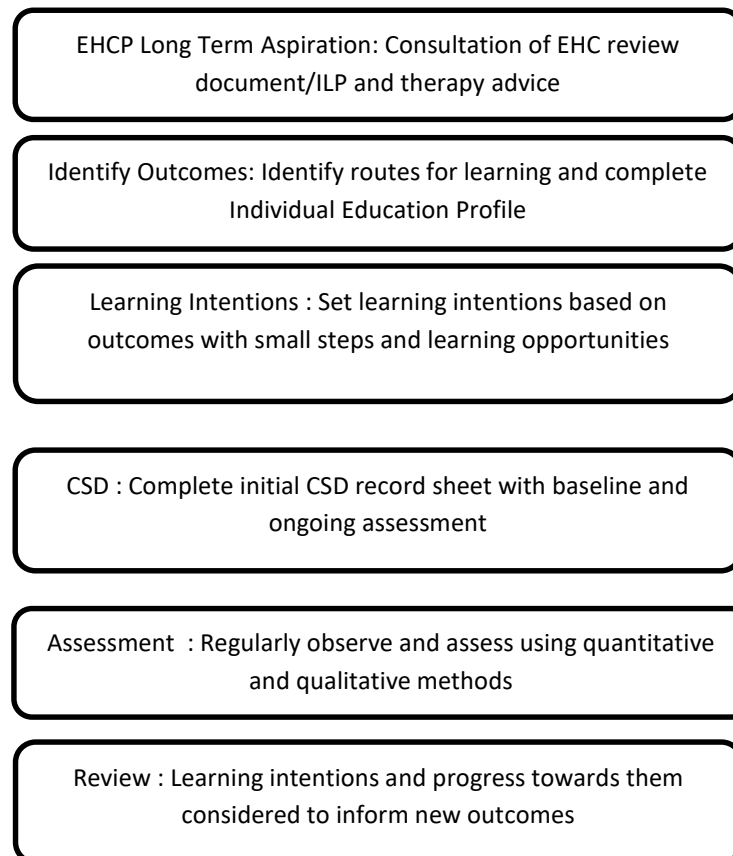 EHCP Long Term Aspiration: Consultation of EHC review
document/ILP and therapy advice
Identify Outcomes: Identify routes for learning and complete
Individual Education Profile
Learning Intentions : Set learning intentions based on
outcomes with small steps and learning opportunities
CSD : Complete initial CSD record sheet with baseline and
ongoing assessment
Assessment  : Regularly observe and assess using quantitative
and qualitative methods
Review : Learning intentions and progress towards them
considered to inform new outcomes